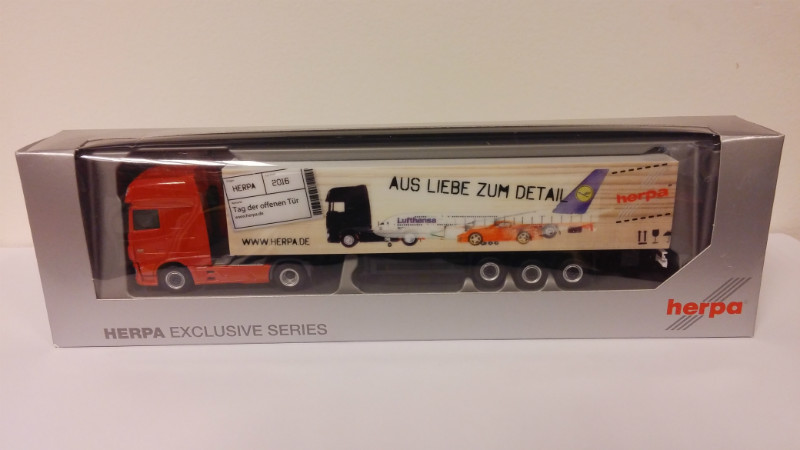 HERPA 2016
Tag der offenen Tür
WWW.HERPA.DE
AUS LIEBE ZUM DETAIL
Lufthansa
herpa
HERPA EXCLUSIVE SERIES
herpa